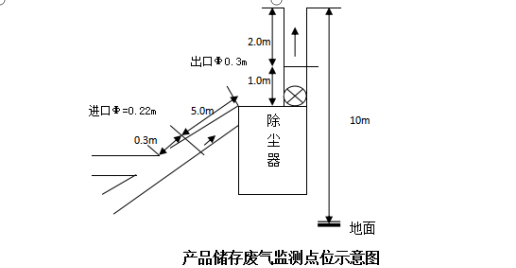 2.0m
出口Φ0.3m
1.0m
进口Φ=0.22m
5.0m
0.3m
除尘器
10m
地面
产品储存废气监测点位示意图